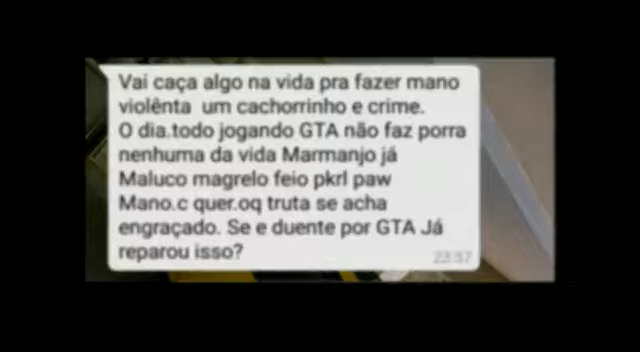 Vai caça algo na vida pra fazer mano
violênta um cachorrinho e crime.
O dia.todo jogando GTA não faz porra
nenhuma da vida Marmanjo já
Maluco magrelo feio pkrl paw
Mano.c quer.oq truta se acha
engraçado. Se e duente por GTA Já
reparou isso?
23:37